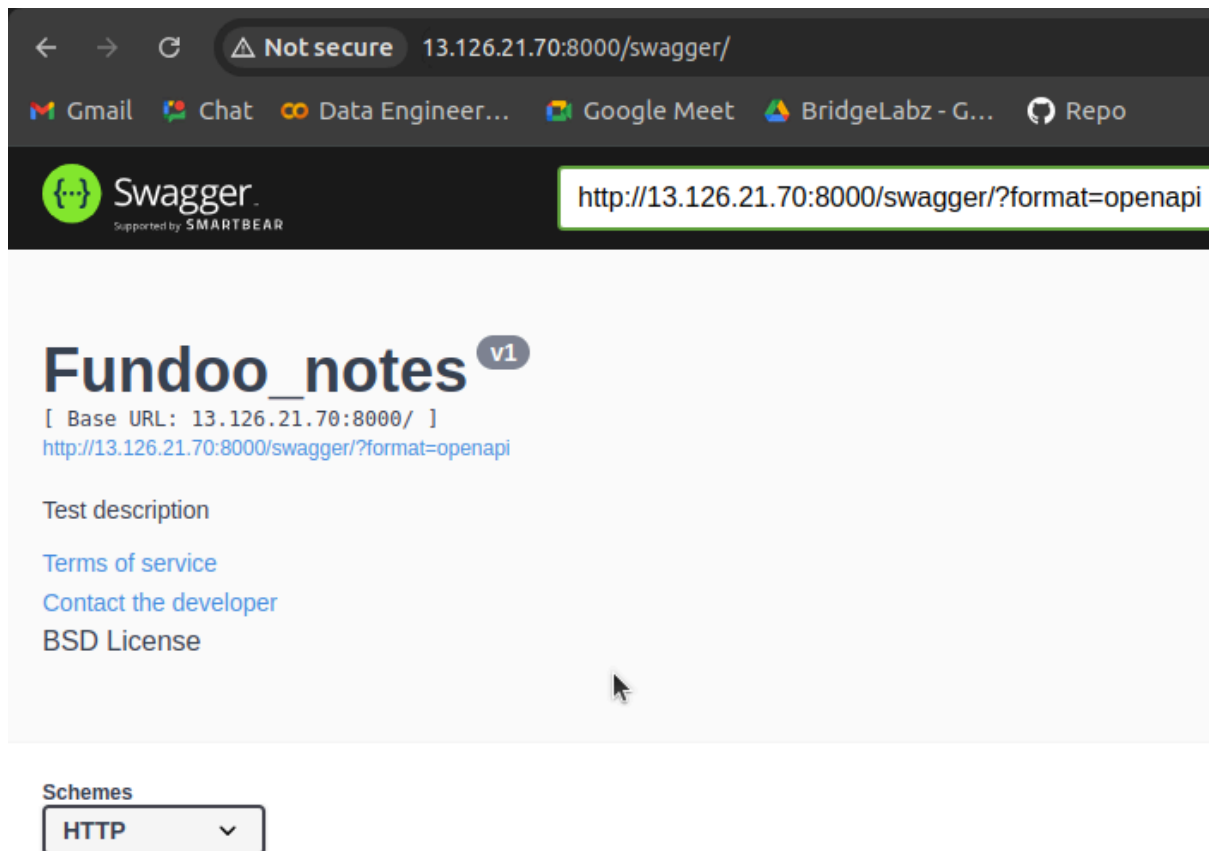 Not secure 13.126.21.70:8000/swagger/
Gmail Chat Data Engineer... Google Meet BridgeLabz - G... Repo
{...} Swagger. http://13.126.21.70:8000/swagger/?format=openapi
Supported by SMARTBEAR
Fundoo_notes v1
[ Base URL: 13.126.21.70:8000/ ]
http://13.126.21.70:8000/swagger/?format=openapi
Test description
Terms of service
Contact the developer
BSD License
Schemes
HTTP